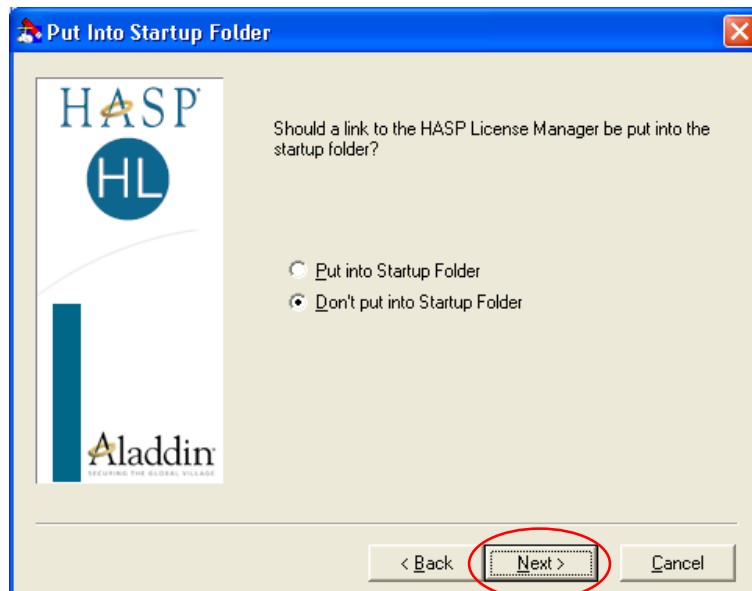 Put Into Startup Folder
HASP
HL
Should a link to the HASP License Manager be put into the
startup folder?
Put into Startup Folder
Don't put into Startup Folder
Aladdin
SECURING THE GLOBAL VILLAGE
< Back
Next >
Cancel